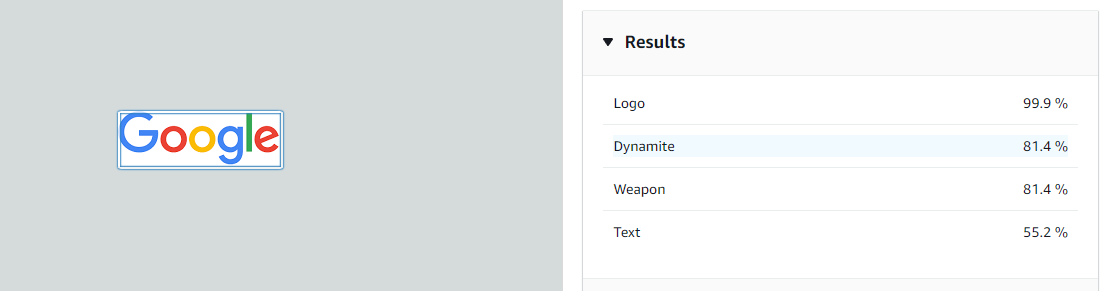 Google
Results
Logo 99.9 %
Dynamite 81.4 %
Weapon 81.4 %
Text 55.2 %